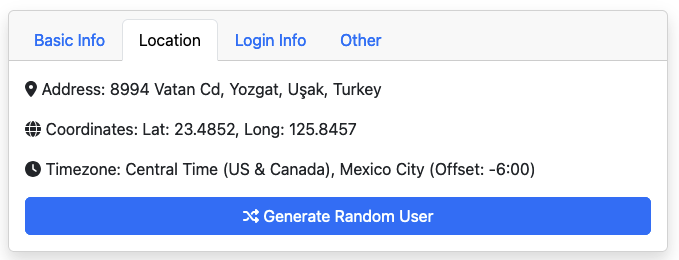 Basic Info Location Login Info Other
Address: 8994 Vatan Cd, Yozgat, Uşak, Turkey
Coordinates: Lat: 23.4852, Long: 125.8457
Timezone: Central Time (US & Canada), Mexico City (Offset: -6:00)
Generate Random User